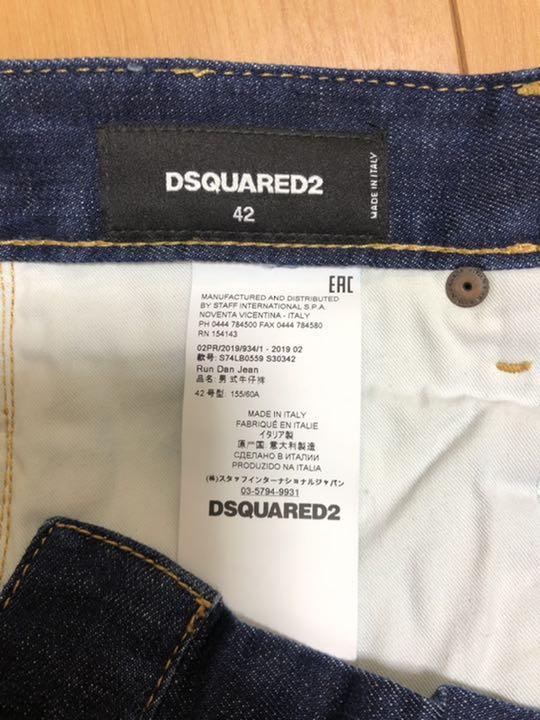 DSQUARED2
42
MADE IN ITALY
EAC
MANUFACTURED AND DISTRIBUTED
BY STAFF INTERNATIONAL S.P.A.
NOVENTA VICENTINA - ITALY
PH 0444 784500 FAX 0444 784580
RN 154143
02PR/2019/934/1 - 2019 02
款号: S74LB0559 S30342
Run Dan Jean
品名: 男式牛仔裤
42 号型: 155/60A
MADE IN ITALY
FABRIQUÉ EN ITALIE
イタリア製
原产国: 意大利製造
СДЕЛАНО В ИТАЛИИ
PRODUZIDO NA ITALIA
(株)スタッフインターナショナルジャパン
03-5794-9931
DSQUARED2